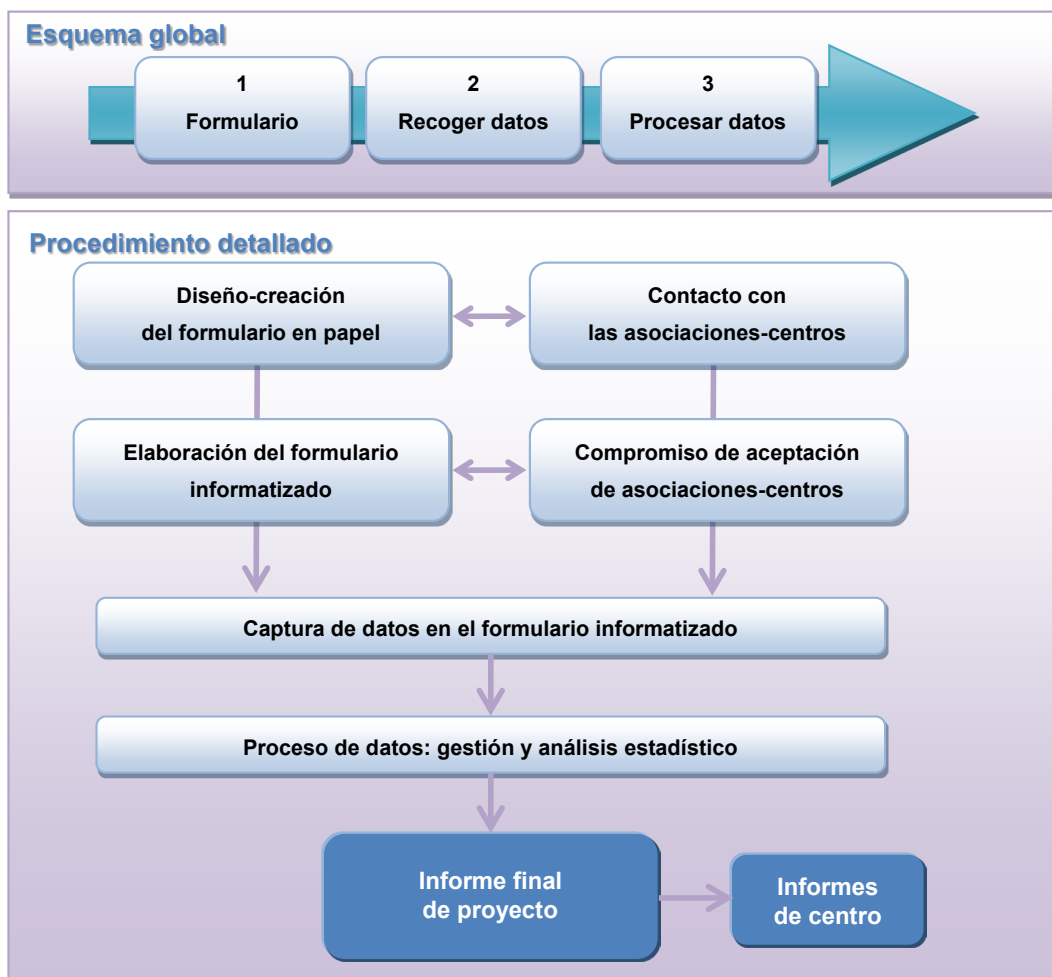 Esquema global
1
Formulario
2
Recoger datos
3
Procesar datos
Procedimiento detallado
Diseño-creación
del formulario en papel
Contacto con
las asociaciones-centros
Elaboración del formulario
informatizado
Compromiso de aceptación
de asociaciones-centros
Captura de datos en el formulario informatizado
Proceso de datos: gestión y análisis estadístico
Informe final
de proyecto
Informes
de centro